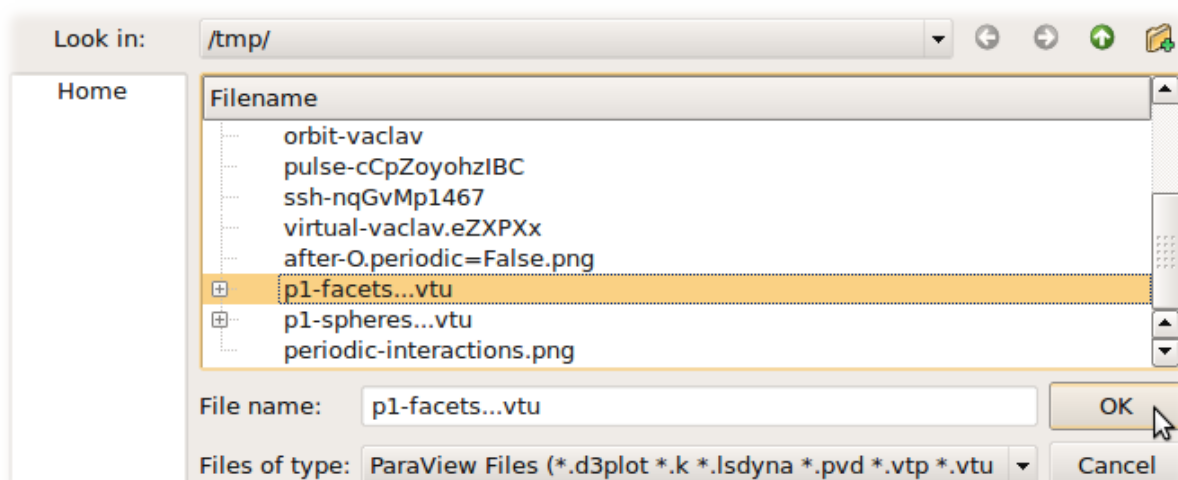 Look in: /tmp/
Home
Filename
orbit-vaclav
pulse-cCpZoyohzIBC
ssh-nqGvMp1467
virtual-vaclav.eZXPXx
after-O.periodic=False.png
p1-facets...vtu
p1-spheres...vtu
periodic-interactions.png
File name: p1-facets...vtu OK
Files of type: ParaView Files (*.d3plot *.k *.lsdyna *.pvd *.vtp *.vtu Cancel